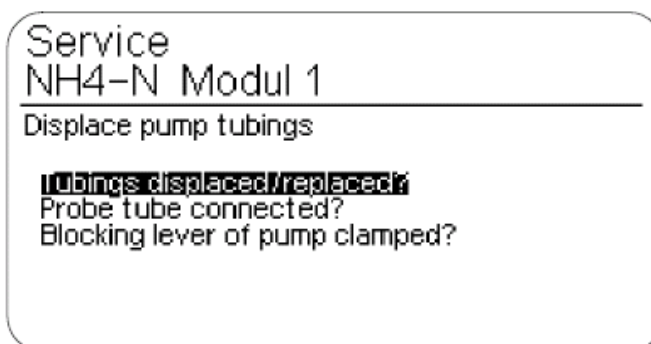 Service
NH4-N Modul 1
Displace pump tubings
Tubings displaced/replaced?
Probe tube connected?
Blocking lever of pump clamped?